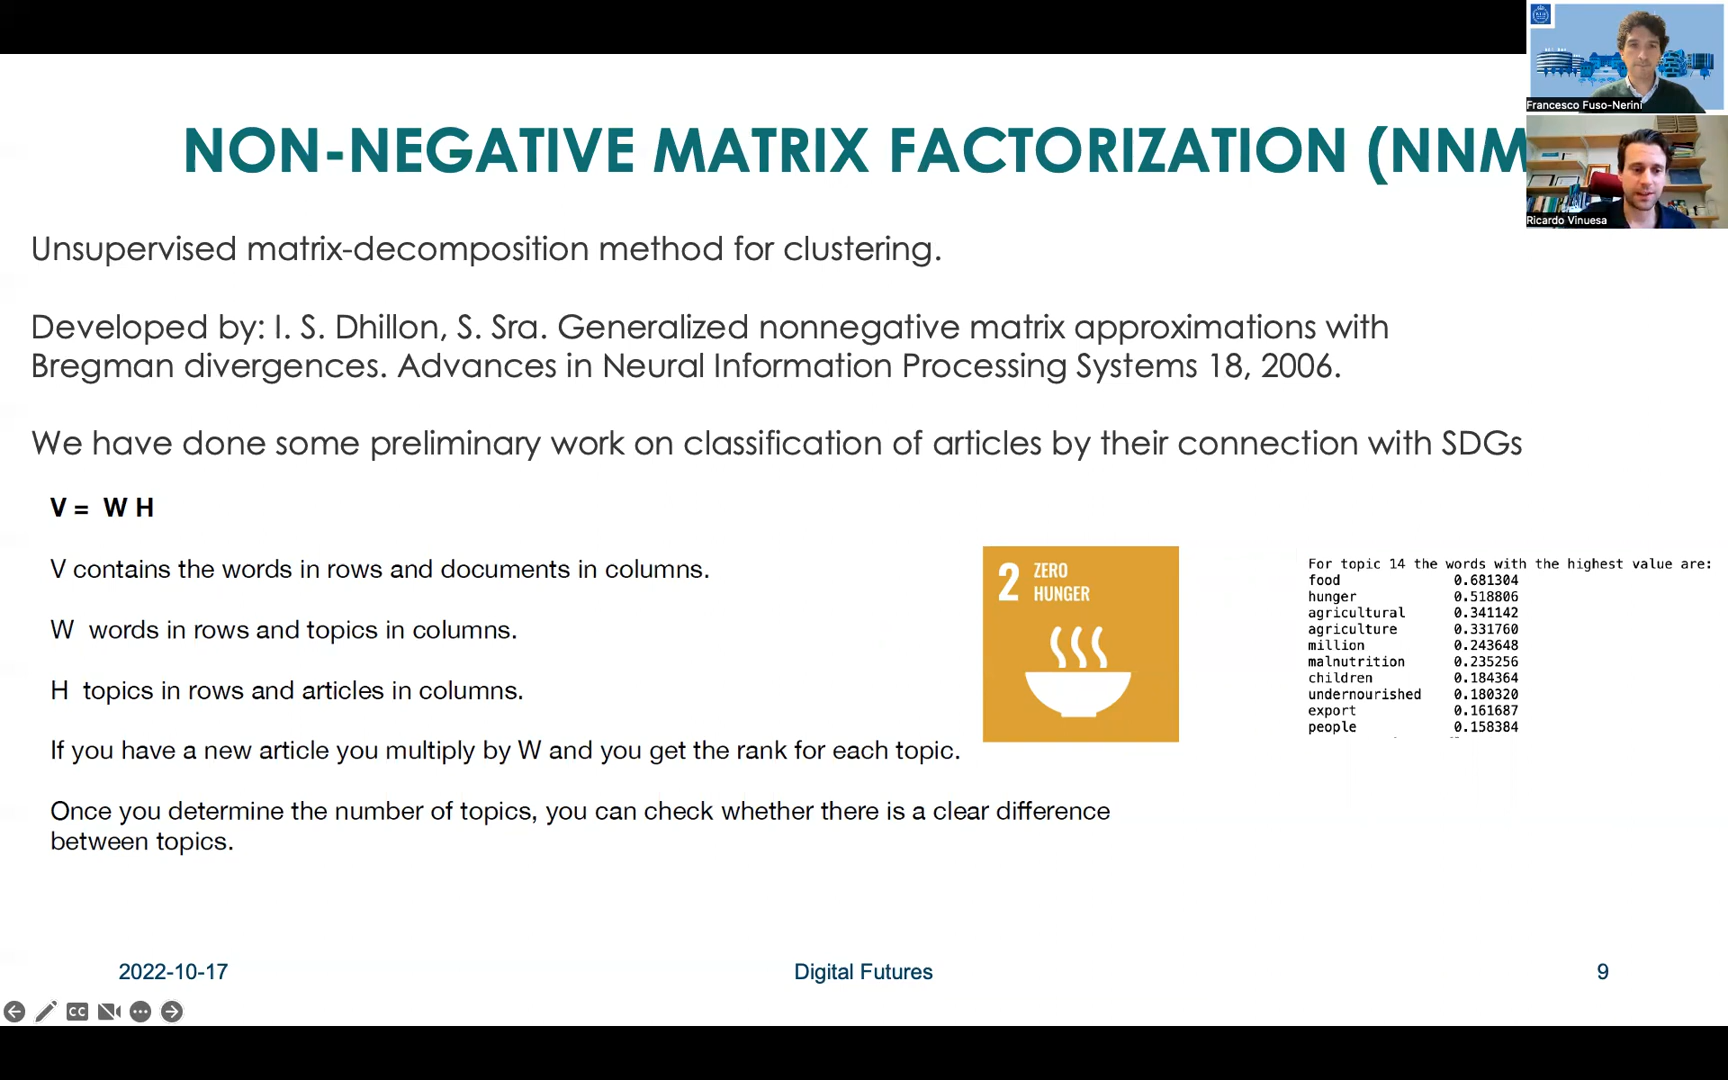 NON-NEGATIVE MATRIX FACTORIZATION (NNM
Francesco Fuso-Nerini
Ricardo Vinuesa
Unsupervised matrix-decomposition method for clustering.
Developed by: I. S. Dhillon, S. Sra. Generalized nonnegative matrix approximations with
Bregman divergences. Advances in Neural Information Processing Systems 18, 2006.
We have done some preliminary work on classification of articles by their connection with SDGs
V = W H
V contains the words in rows and documents in columns.
W words in rows and topics in columns.
H topics in rows and articles in columns.
If you have a new article you multiply by W and you get the rank for each topic.
Once you determine the number of topics, you can check whether there is a clear difference
between topics.
2 ZERO
HUNGER
For topic 14 the words with the highest value are:
food 0.681304
hunger 0.518806
agricultural 0.341142
agriculture 0.331760
million 0.243648
malnutrition 0.235256
children 0.184364
undernourished 0.180320
export 0.161687
people 0.158384
2022-10-17
Digital Futures
9
CC